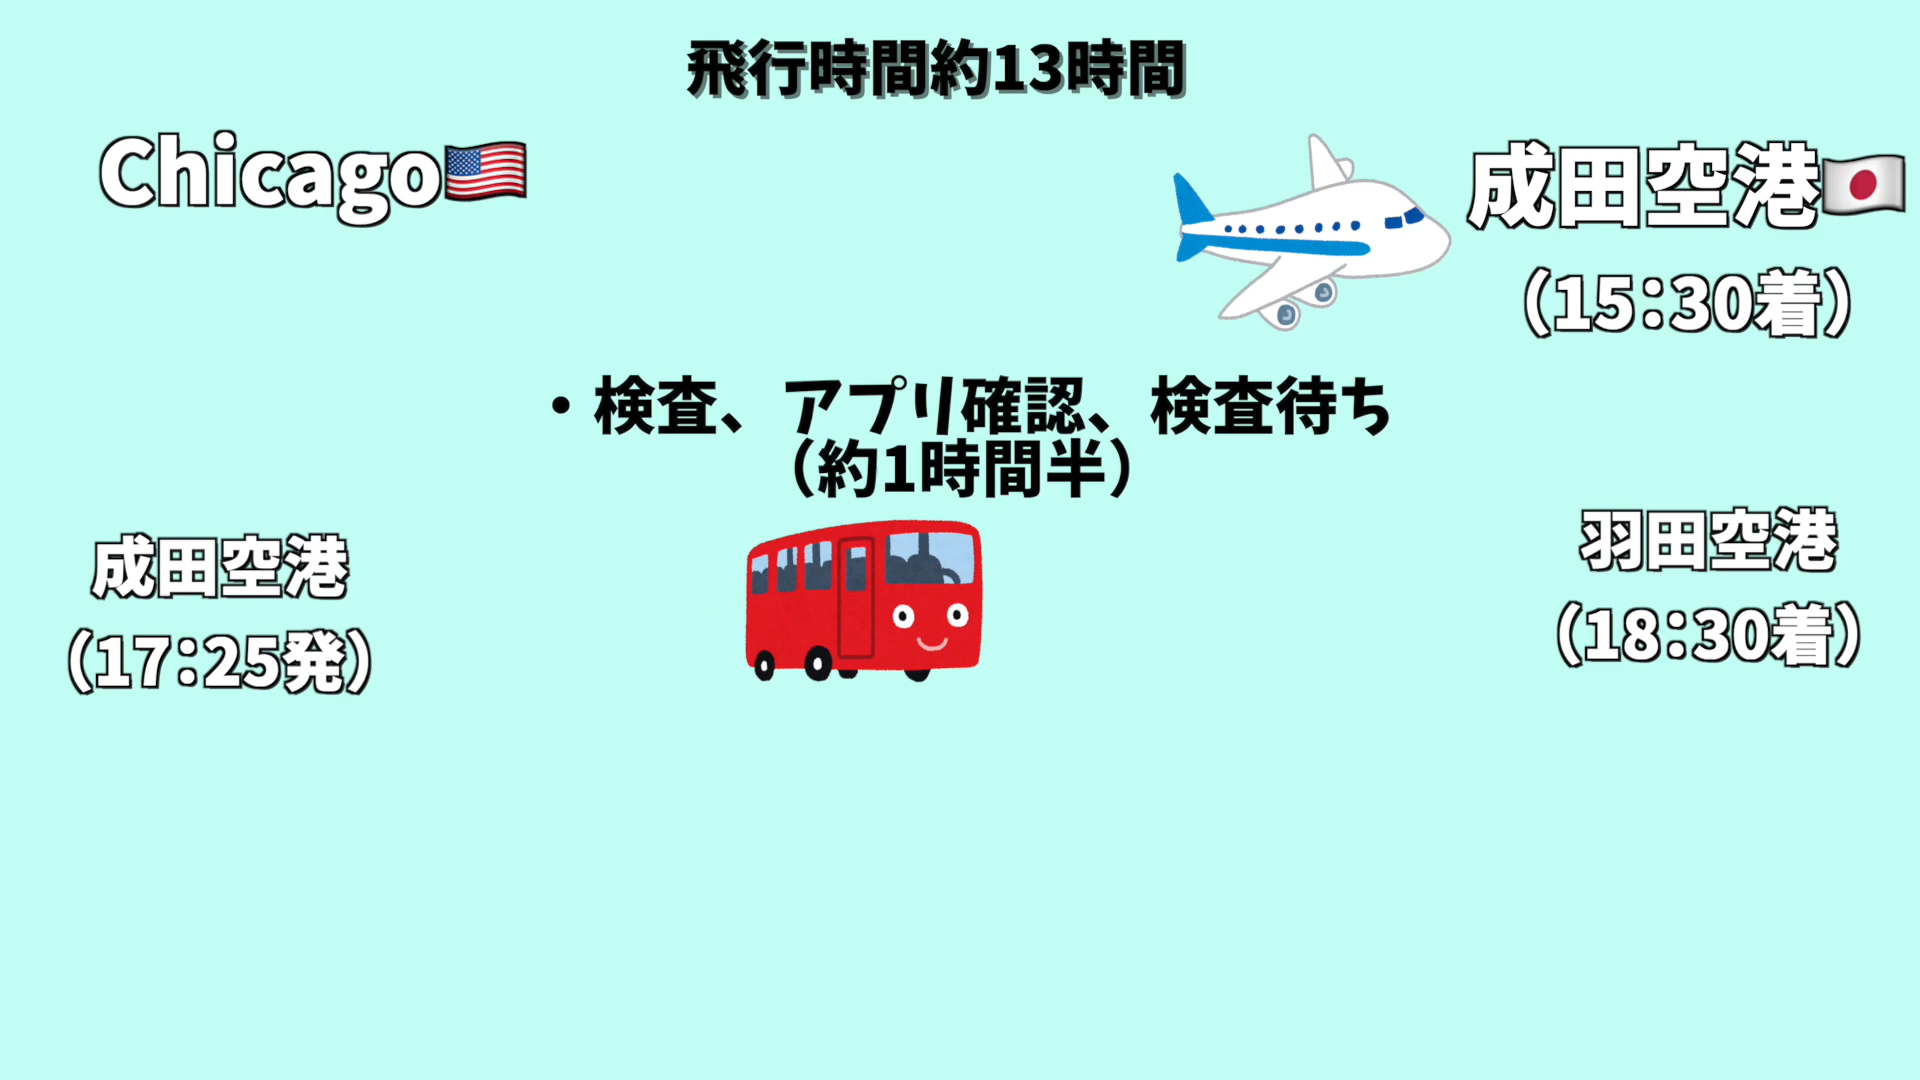 飛行時間約13時間
Chicago🇺🇸
成田空港🇯🇵
（15：30着）
・検査、アプリ確認、検査待ち
（約1時間半）
成田空港
（17：25発）
羽田空港
（18：30着）